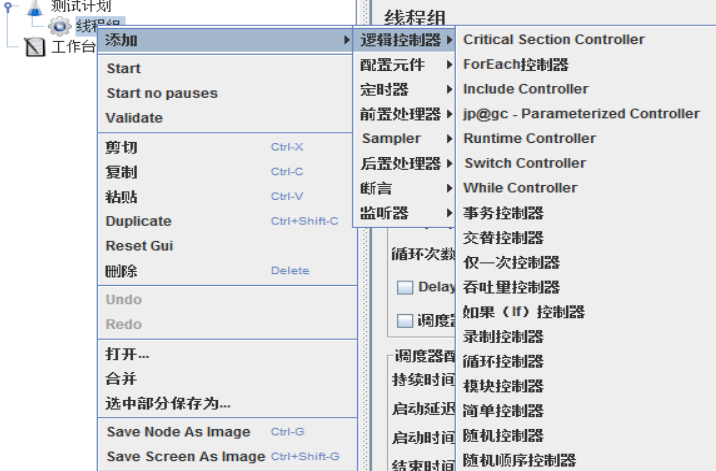 测试计划
线程组
工作台
线程组
添加
Start
Start no pauses
Validate
剪切 Ctrl-X
复制 Ctrl-C
粘贴 Ctrl-V
Duplicate Ctrl+Shift-C
Reset Gui
删除 Delete
Undo
Redo
打开...
合并
选中部分保存为...
Save Node As Image Ctrl-G
Save Screen As Image Ctrl+Shift-G
逻辑控制器
配置元件
定时器
前置处理器
Sampler
后置处理器
断言
监听器
循环次数
Delay
调度器
调度器配
持续时间
启动延迟
启动时间
结束时间
Critical Section Controller
ForEach控制器
Include Controller
jp@gc - Parameterized Controller
Runtime Controller
Switch Controller
While Controller
事务控制器
交替控制器
仅一次控制器
吞吐量控制器
如果（If）控制器
录制控制器
循环控制器
模块控制器
简单控制器
随机控制器
随机顺序控制器